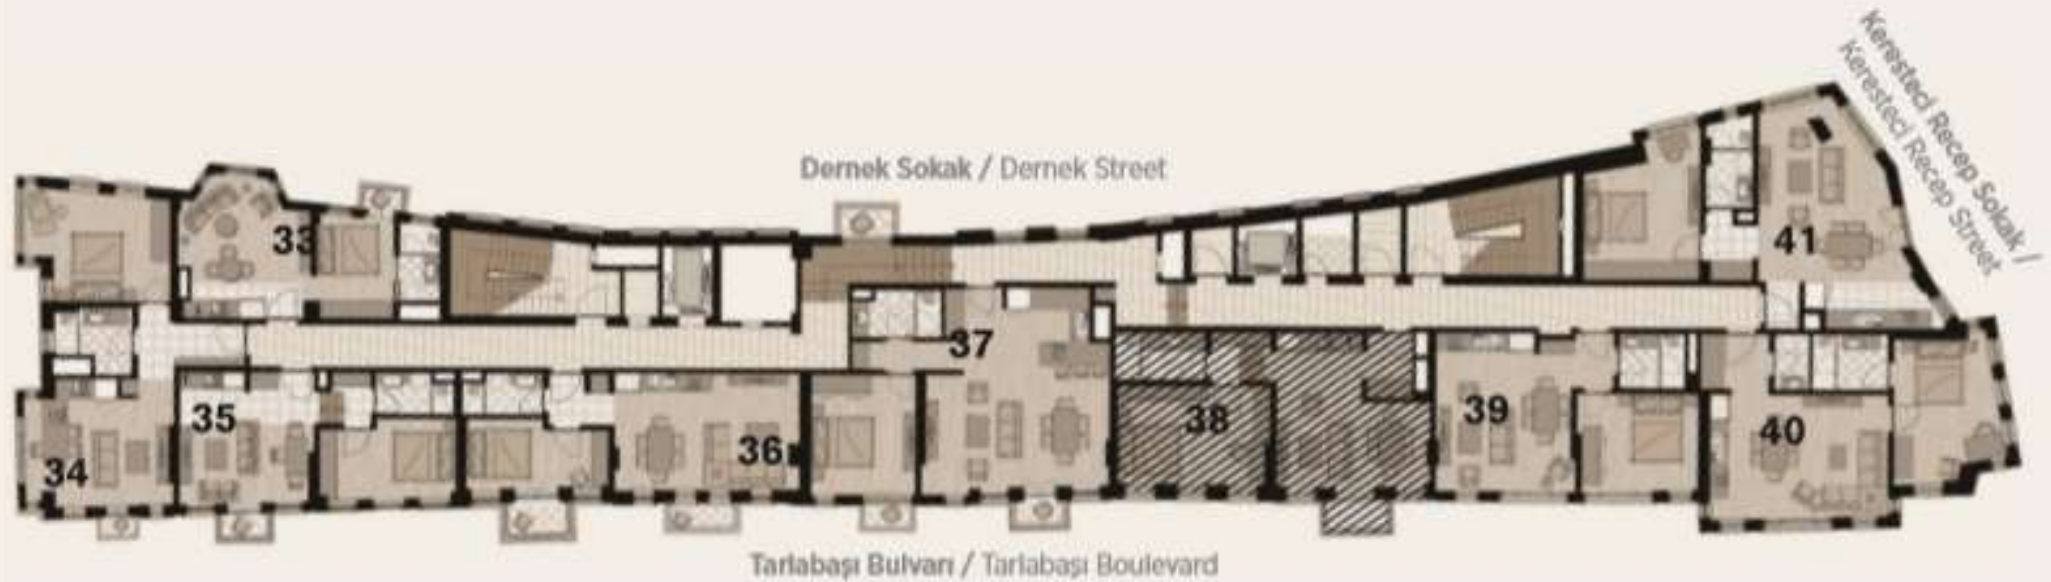 Keresteci Recep Sokak /
Keresteci Recep Street
Dernek Sokak / Dernek Street
33
41
37
35
38
39
36
40
34
Tarlabaşı Bulvarı / Tarlabaşı Boulevard